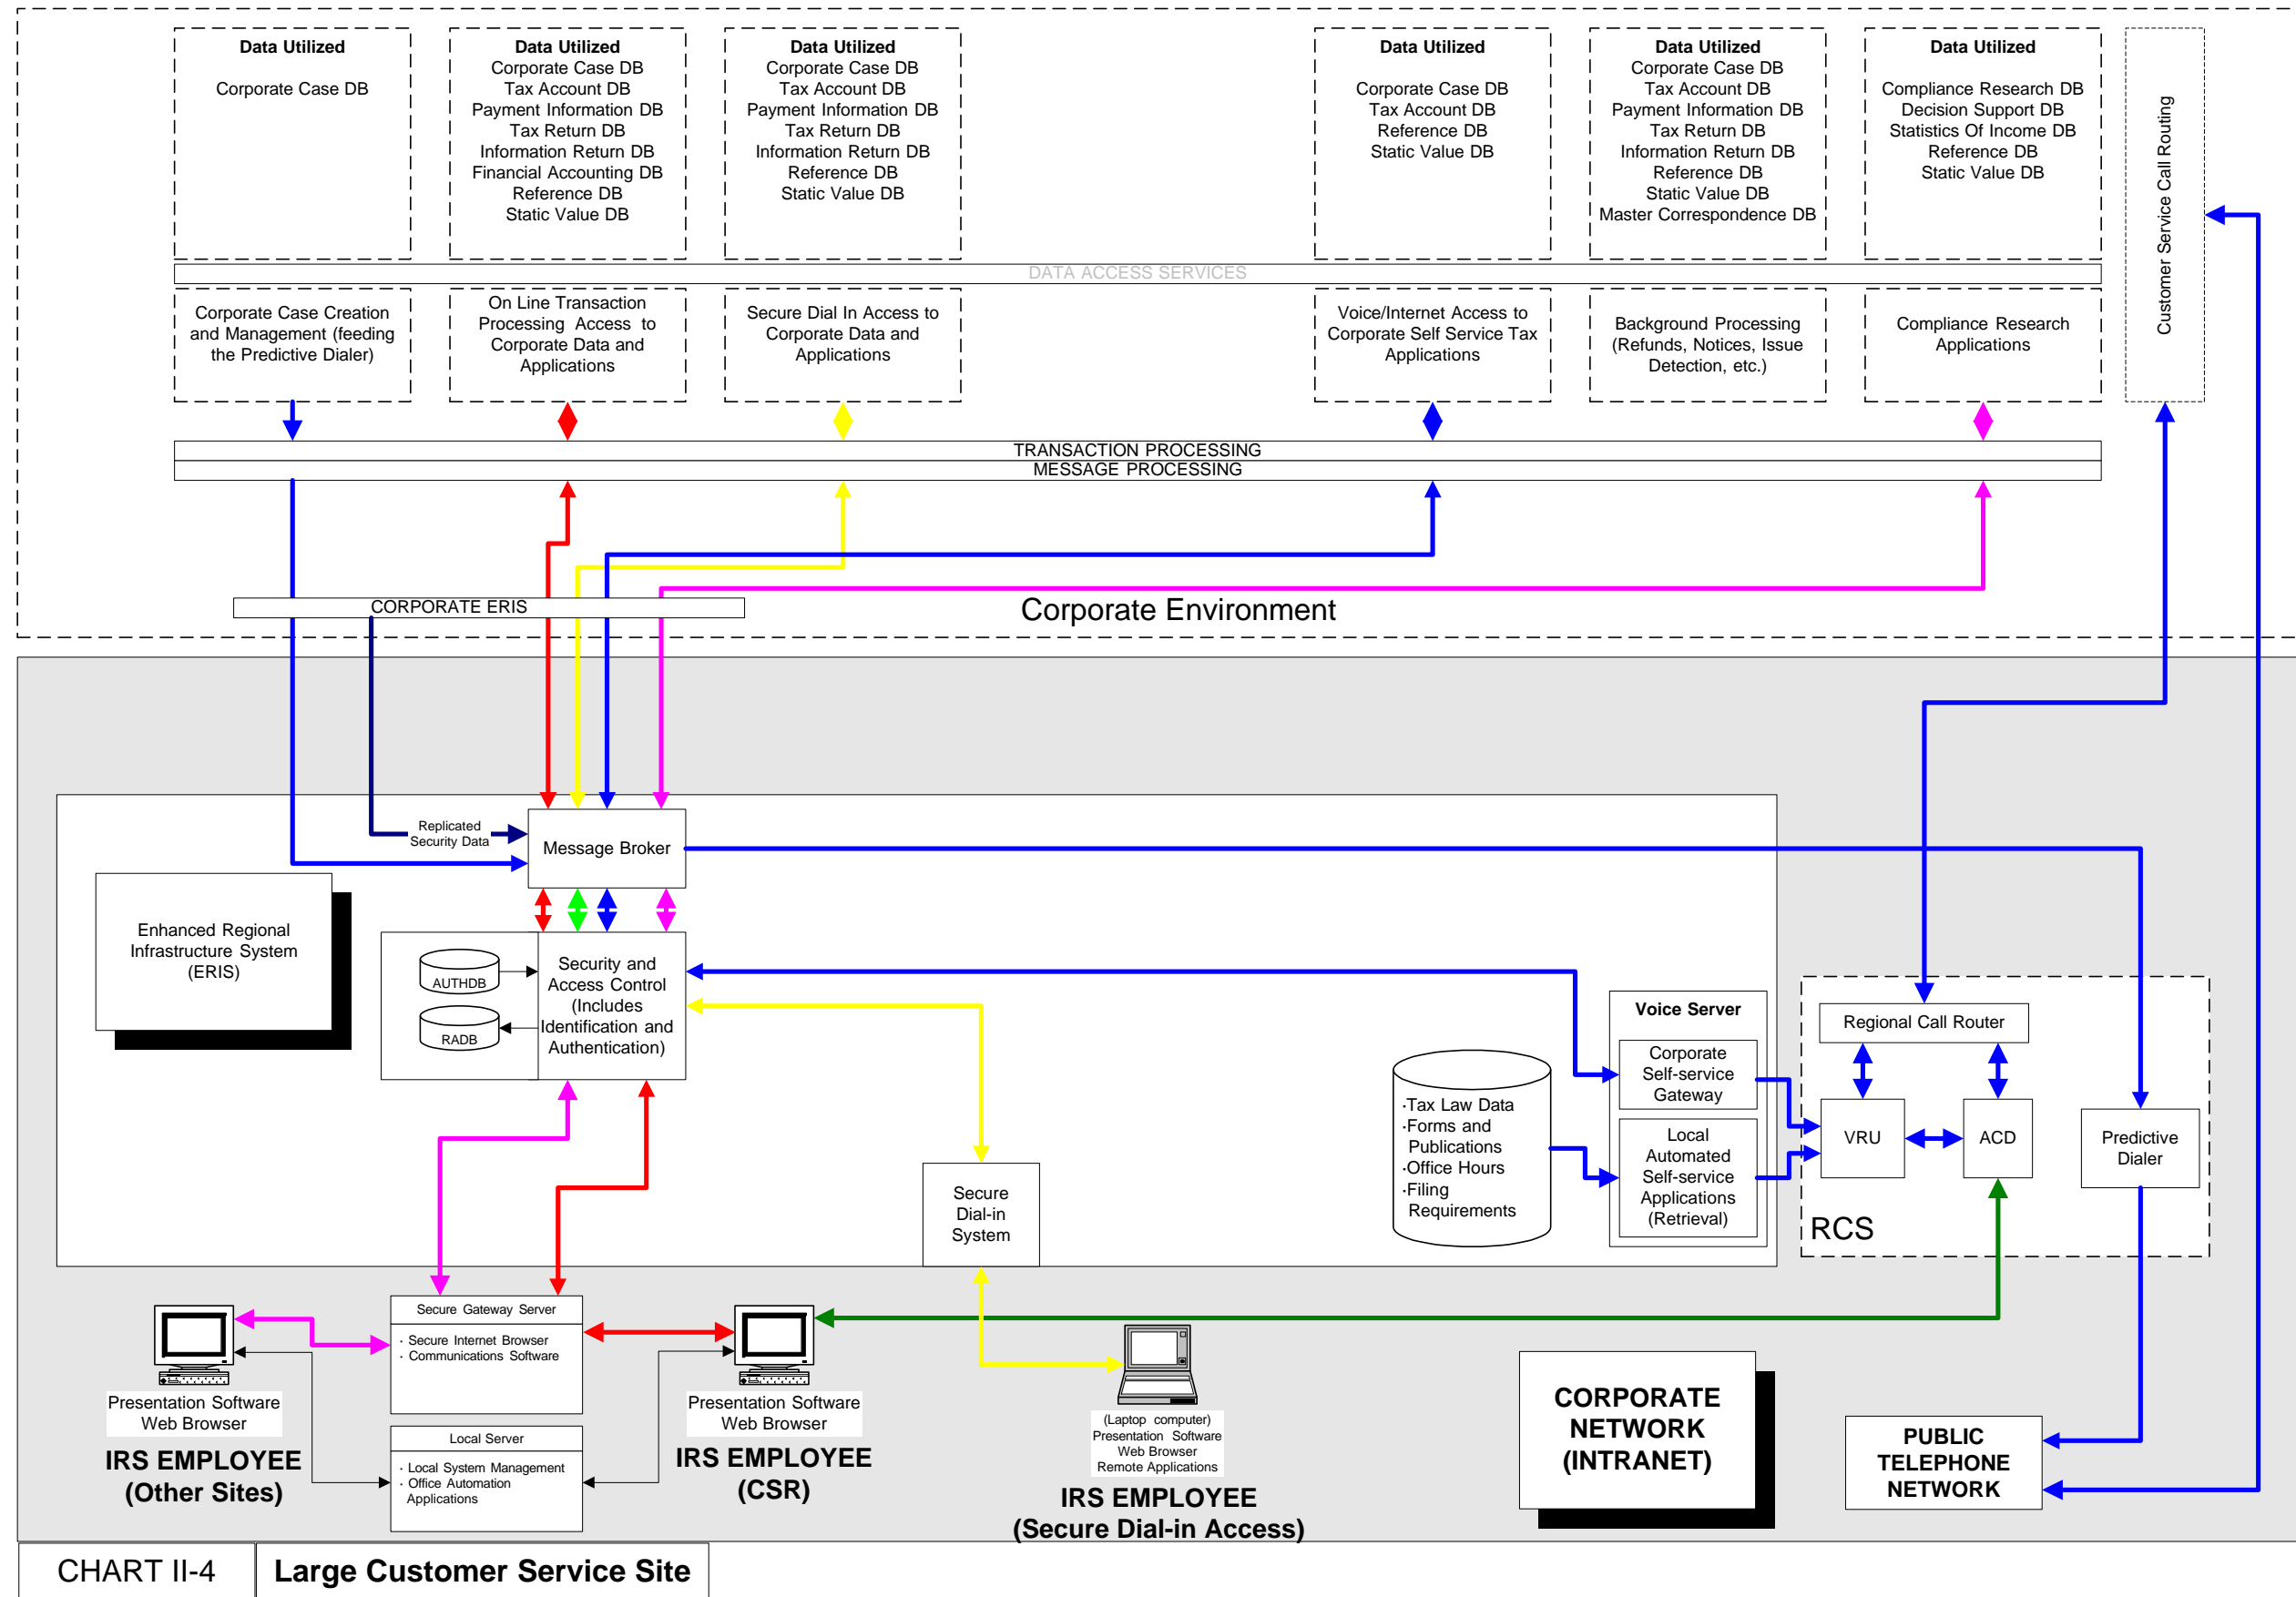 Data Utilized
Corporate Case DB
Data Utilized
Corporate Case DB
Tax Account DB
Payment Information DB
Tax Return DB
Information Return DB
Financial Accounting DB
Reference DB
Static Value DB
Data Utilized
Corporate Case DB
Tax Account DB
Payment Information DB
Tax Return DB
Information Return DB
Reference DB
Static Value DB
Data Utilized
Corporate Case DB
Tax Account DB
Reference DB
Static Value DB
Data Utilized
Corporate Case DB
Tax Account DB
Payment Information DB
Tax Return DB
Information Return DB
Reference DB
Static Value DB
Master Correspondence DB
Data Utilized
Compliance Research DB
Decision Support DB
Statistics Of Income DB
Reference DB
Static Value DB
Customer Service Call Routing
DATA ACCESS SERVICES
Corporate Case Creation
and Management (feeding
the Predictive Dialer)
On Line Transaction
Processing Access to
Corporate Data and
Applications
Secure Dial In Access to
Corporate Data and
Applications
Voice/Internet Access to
Corporate Self Service Tax
Applications
Background Processing
(Refunds, Notices, Issue
Detection, etc.)
Compliance Research
Applications
TRANSACTION PROCESSING
MESSAGE PROCESSING
CORPORATE ERIS
Corporate Environment
Replicated
Security Data
Message Broker
Enhanced Regional
Infrastructure System
(ERIS)
AUTHDB
RADB
Security and
Access Control
(Includes
Identification and
Authentication)
Voice Server
Corporate
Self-service
Gateway
Local
Automated
Self-service
Applications
(Retrieval)
·Tax Law Data
·Forms and
Publications
·Office Hours
·Filing
Requirements
Regional Call Router
VRU
ACD
Predictive
Dialer
RCS
Secure
Dial-in
System
Secure Gateway Server
· Secure Internet Browser
· Communications Software
Local Server
· Local System Management
· Office Automation
Applications
Presentation Software
Web Browser
IRS EMPLOYEE
(Other Sites)
Presentation Software
Web Browser
IRS EMPLOYEE
(CSR)
(Laptop computer)
Presentation Software
Web Browser
Remote Applications
IRS EMPLOYEE
(Secure Dial-in Access)
CORPORATE
NETWORK
(INTRANET)
PUBLIC
TELEPHONE
NETWORK
CHART II-4
Large Customer Service Site